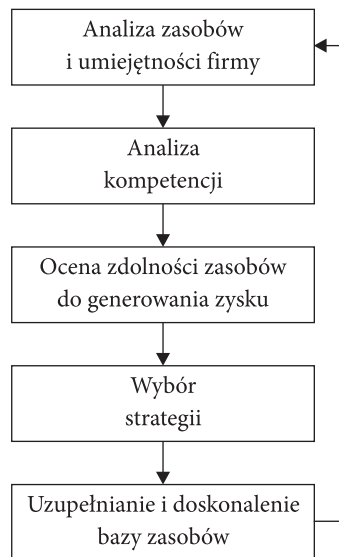 Analiza zasobów
i umiejętności firmy
Analiza
kompetencji
Ocena zdolności zasobów
do generowania zysku
Wybór
strategii
Uzupełnianie i doskonalenie
bazy zasobów